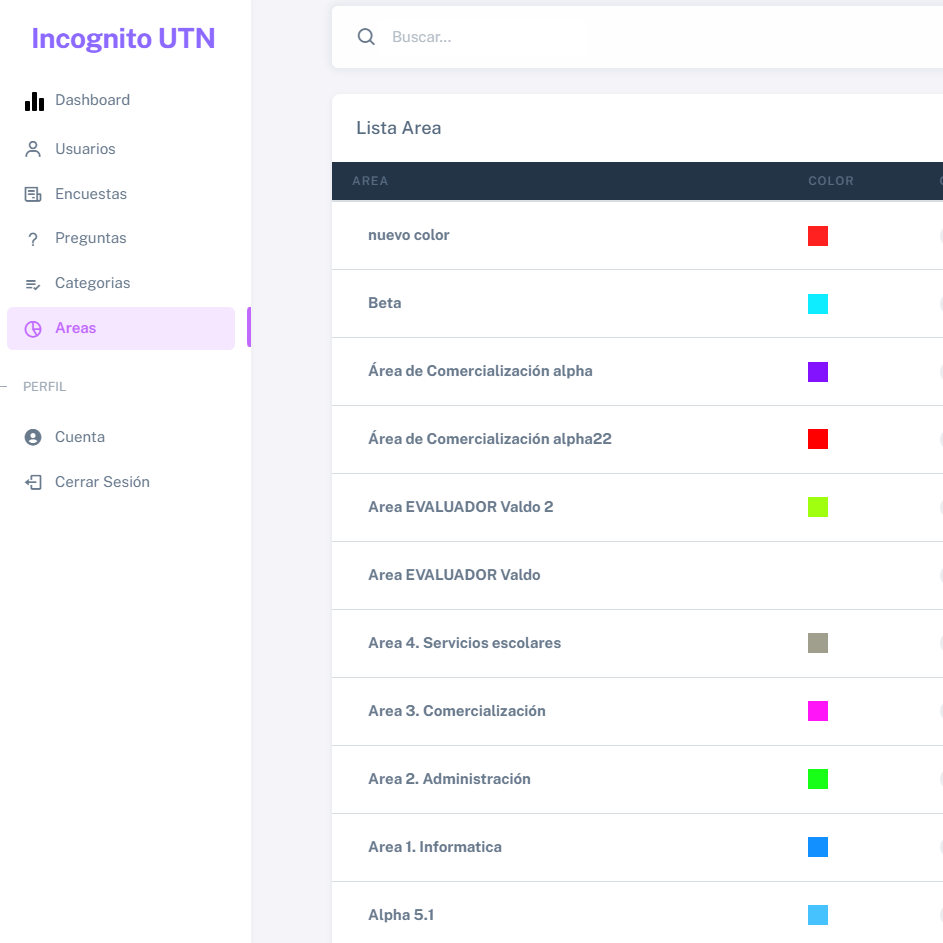 Incognito UTN
Dashboard
Usuarios
Encuestas
Preguntas
Categorias
Areas
PERFIL
Cuenta
Cerrar Sesión
Buscar...
Lista Area
AREA COLOR
nuevo color
Beta
Área de Comercialización alpha
Área de Comercialización alpha22
Area EVALUADOR Valdo 2
Area EVALUADOR Valdo
Area 4. Servicios escolares
Area 3. Comercialización
Area 2. Administración
Area 1. Informatica
Alpha 5.1